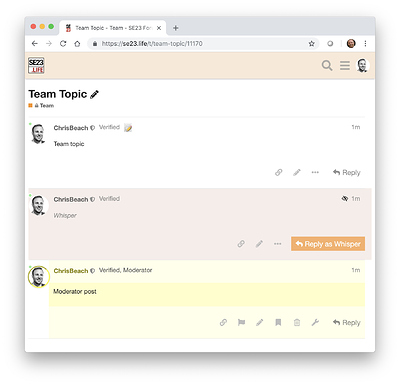 Team Topic - Team - SE23 For
https://se23.life/t/team-topic/11170
SE23
.LIFE
Team Topic
Team
ChrisBeach Verified 1m
Team topic
Reply
ChrisBeach Verified 1m
Whisper
Reply as Whisper
ChrisBeach Verified, Moderator 1m
Moderator post
Reply